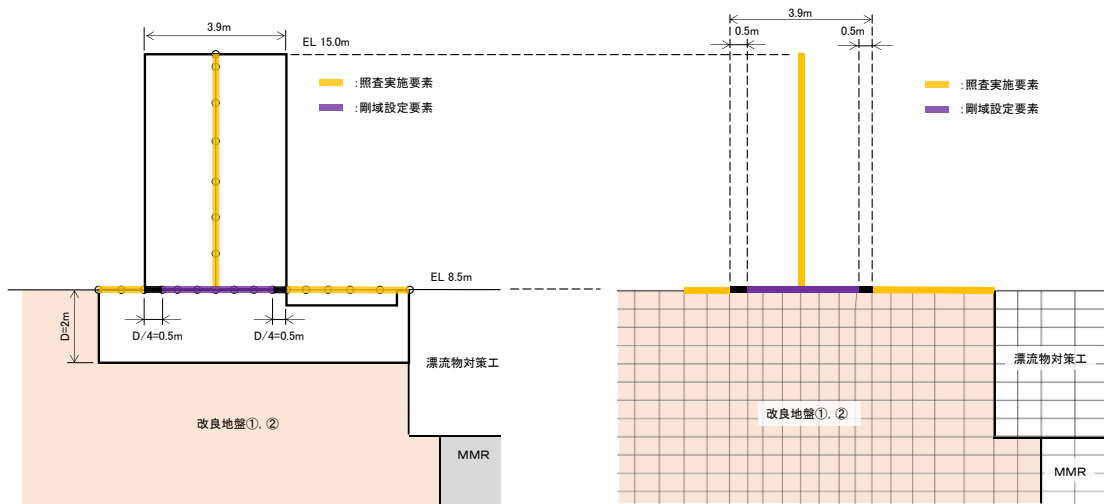 3.9m
EL 15.0m
:照査実施要素
:剛域設定要素
EL 8.5m
D=2m
D/4=0.5m
D/4=0.5m
漂流物対策工
改良地盤①，②
MMR
3.9m
0.5m
0.5m
:照査実施要素
:剛域設定要素
漂流物対策工
改良地盤①，②
MMR